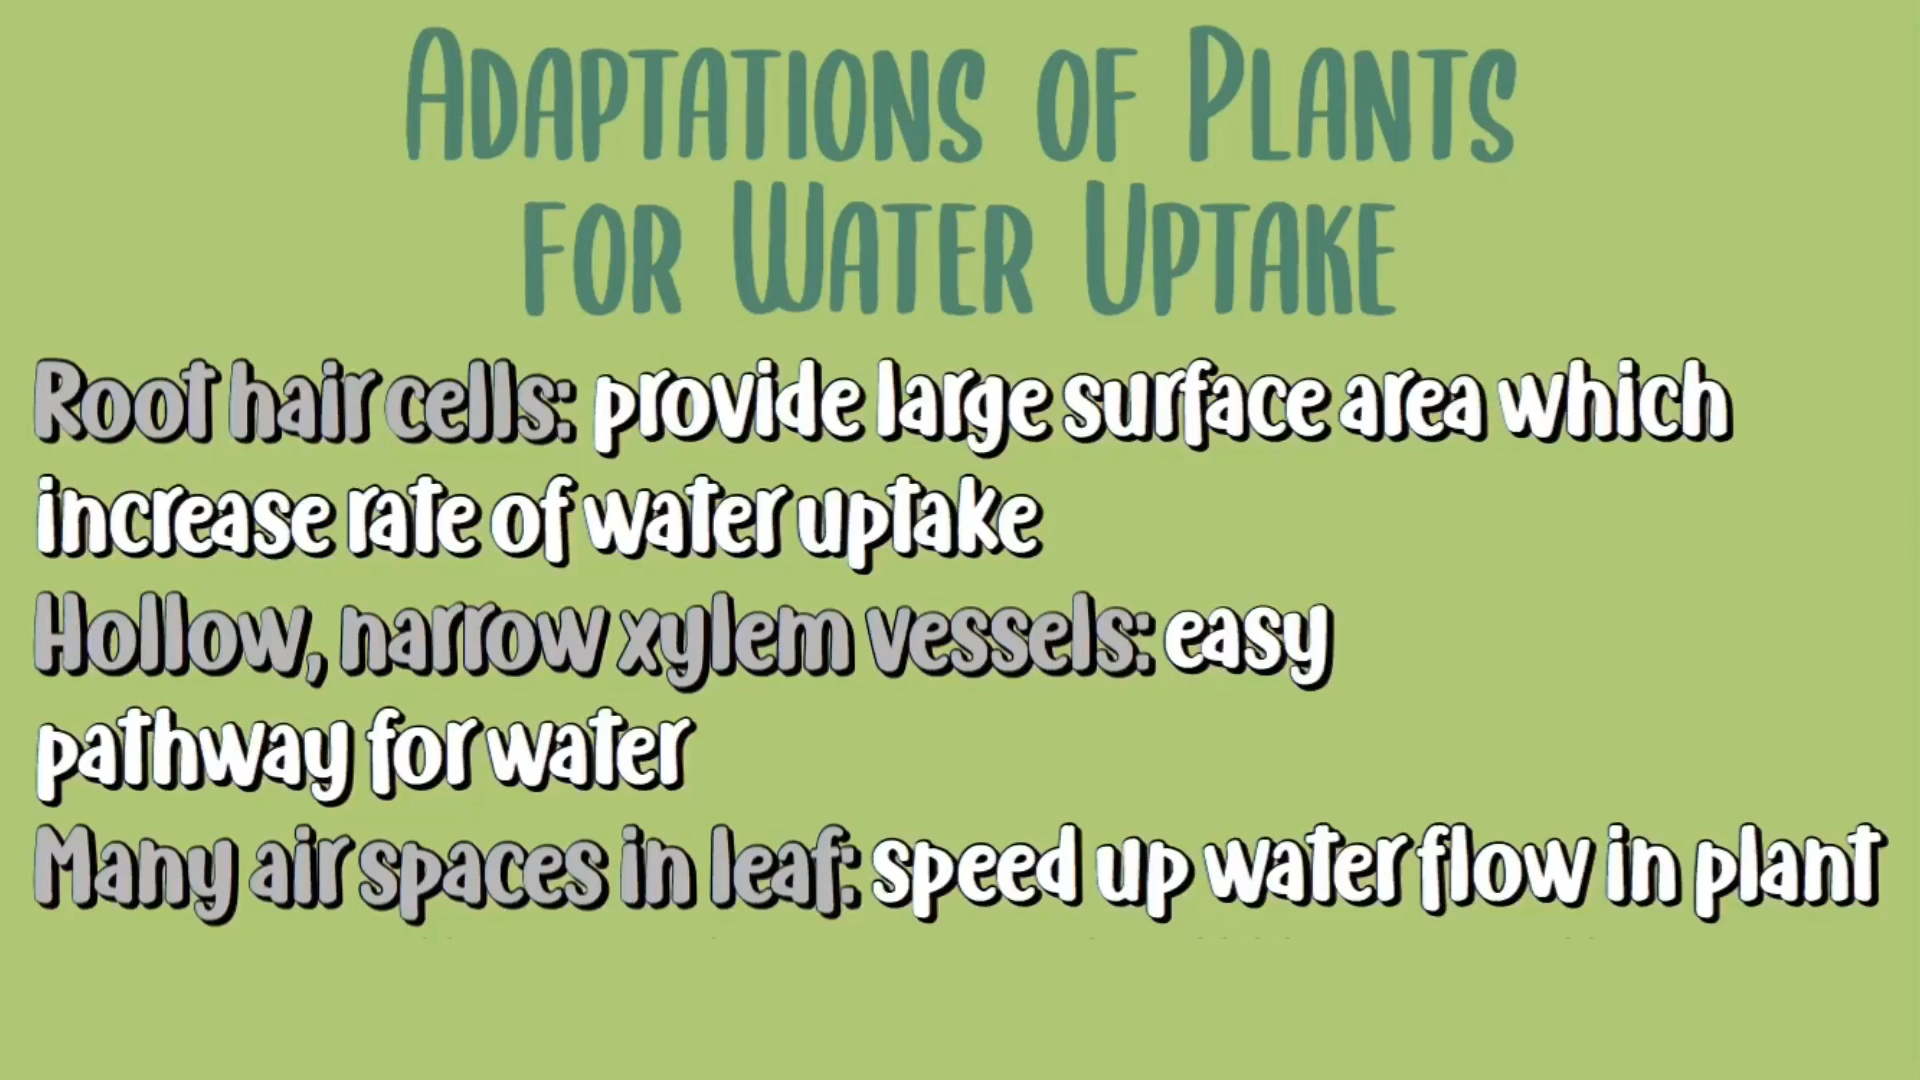 ADAPTATIONS OF PLANTS
FOR WATER UPTAKE
Root hair cells: provide large surface area which
increase rate of water uptake
Hollow, narrow xylem vessels: easy
pathway for water
Many air spaces in leaf: speed up water flow in plant